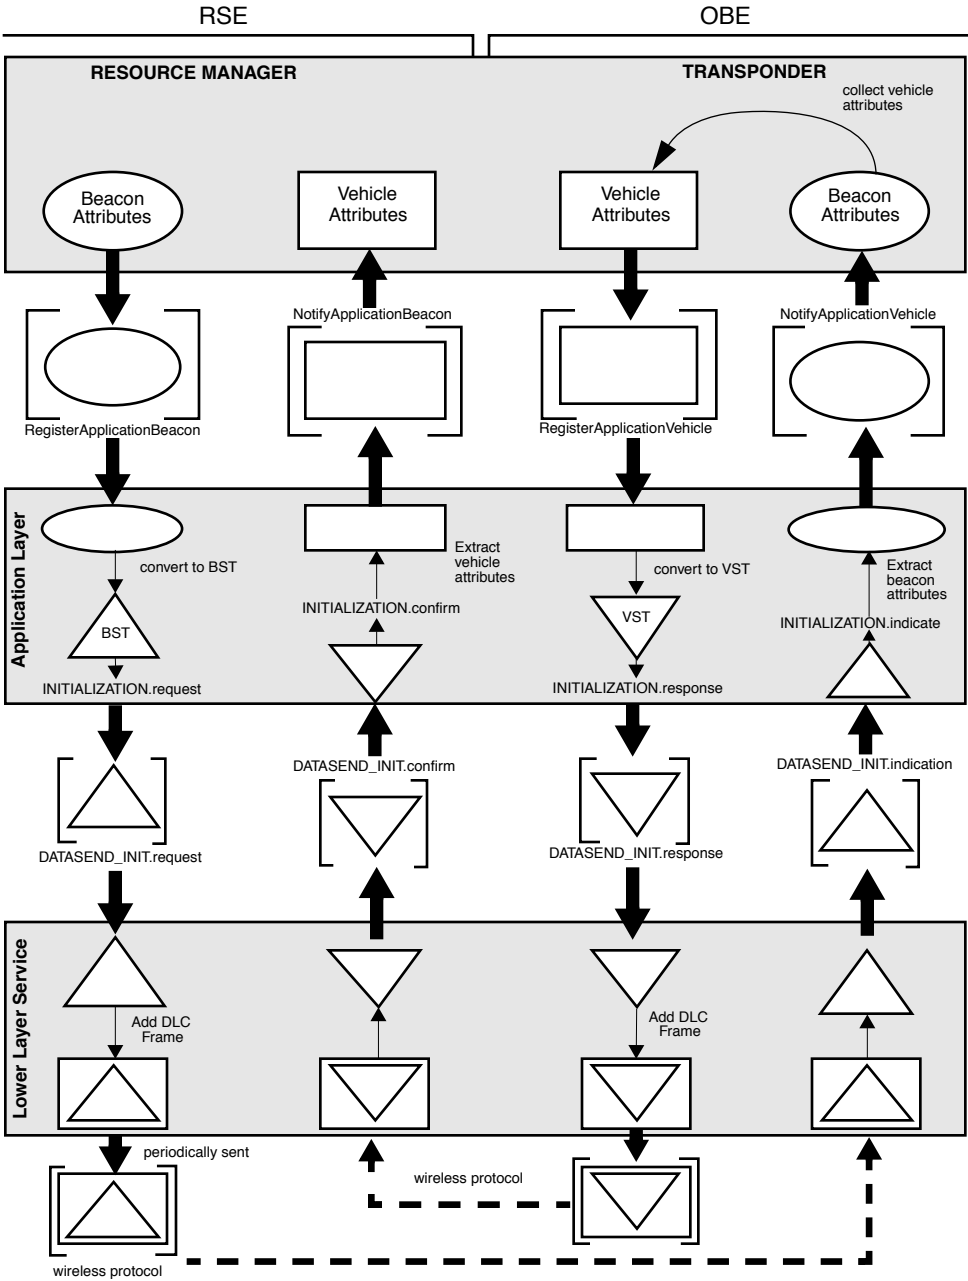 RSE
OBE
RESOURCE MANAGER
TRANSPONDER
collect vehicle
attributes
Beacon
Attributes
Vehicle
Attributes
Vehicle
Attributes
Beacon
Attributes
NotifyApplicationBeacon
NotifyApplicationVehicle
RegisterApplicationBeacon
RegisterApplicationVehicle
Application Layer
convert to BST
Extract
vehicle
attributes
convert to VST
Extract
beacon
attributes
INITIALIZATION.confirm
BST
VST
INITIALIZATION.indicate
INITIALIZATION.request
INITIALIZATION.response
DATASEND_INIT.confirm
DATASEND_INIT.indication
DATASEND_INIT.request
DATASEND_INIT.response
Lower Layer Service
Add DLC
Frame
Add DLC
Frame
periodically sent
wireless protocol
wireless protocol